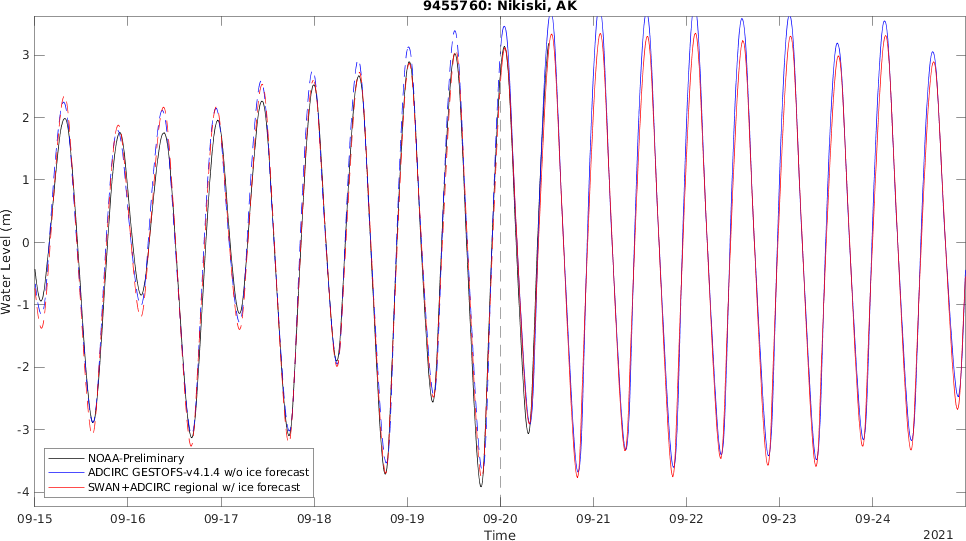 9455760: Nikiski, AK
Water Level (m)
3
2
1
0
-1
-2
-3
-4
NOAA-Preliminary
ADCIRC GESTOFS-v4.1.4 w/o ice forecast
SWAN+ADCIRC regional w/ ice forecast
09-15 09-16 09-17 09-18 09-19 09-20 09-21 09-22 09-23 09-24
Time
2021